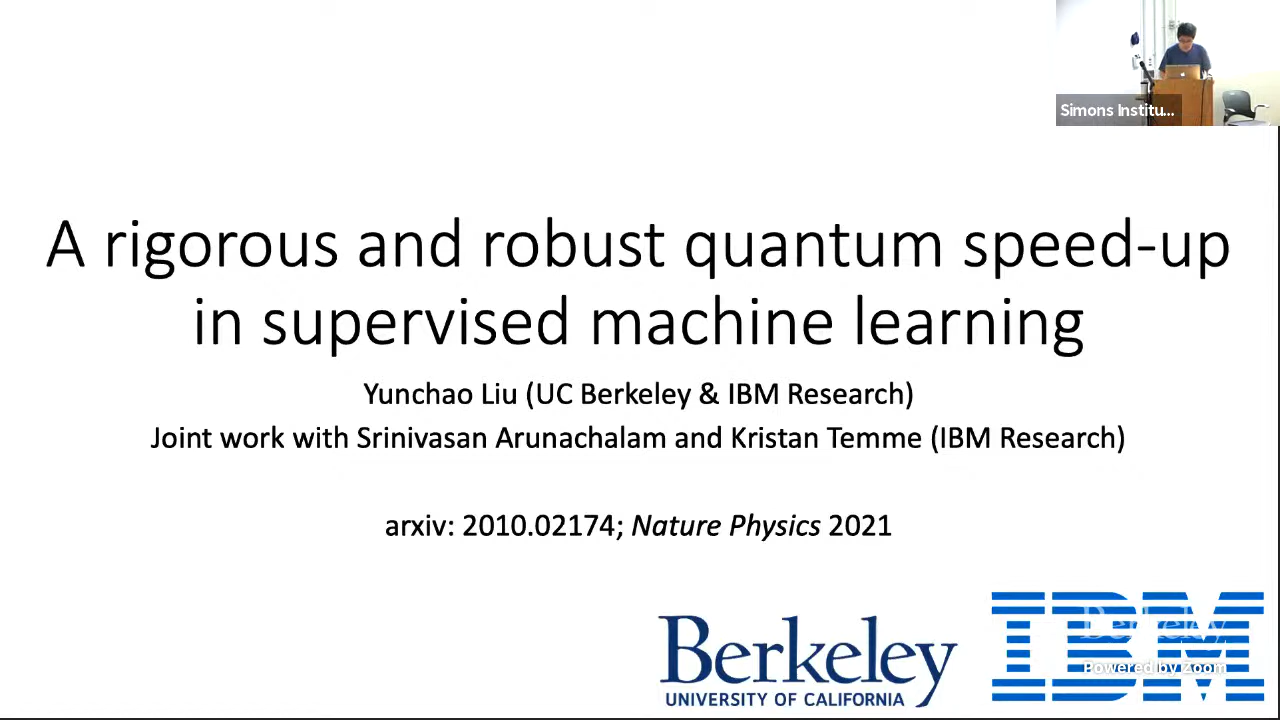 Simons Institu...
A rigorous and robust quantum speed-up
in supervised machine learning
Yunchao Liu (UC Berkeley & IBM Research)
Joint work with Srinivasan Arunachalam and Kristan Temme (IBM Research)
arxiv: 2010.02174; Nature Physics 2021
Berkeley
UNIVERSITY OF CALIFORNIA
IBM
Berkeley
Powered by Zoom